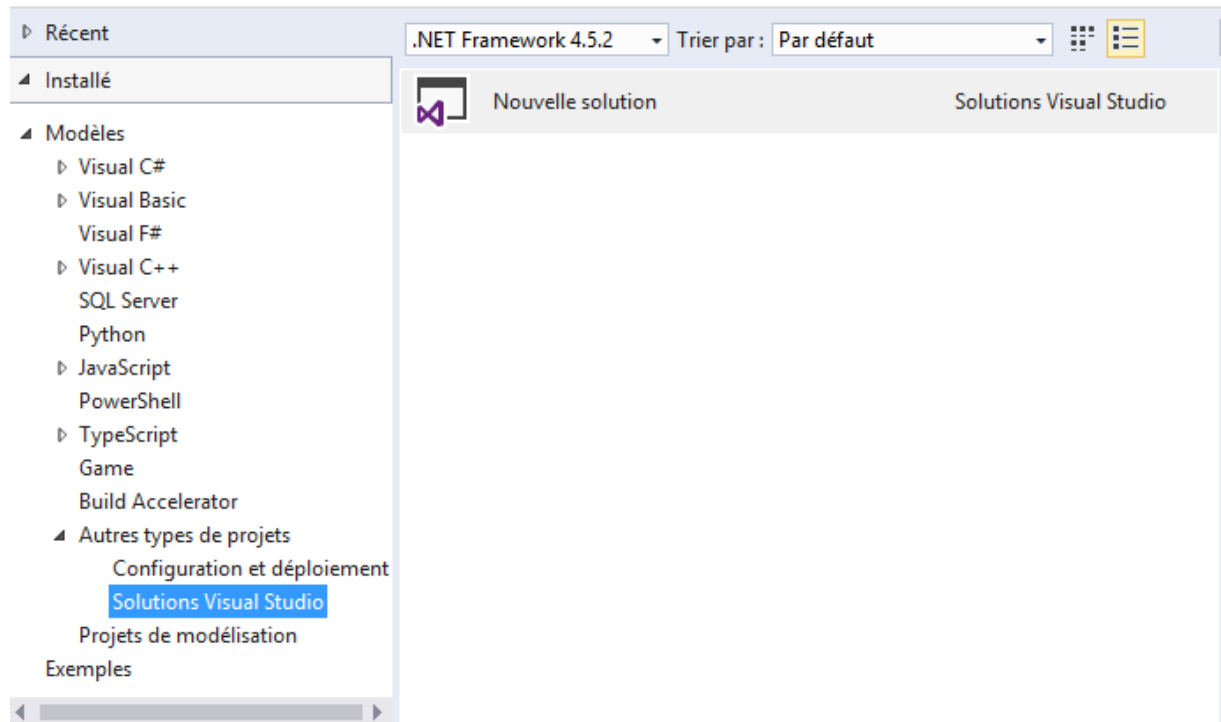 Récent
Installé
Modèles
Visual C#
Visual Basic
Visual F#
Visual C++
SQL Server
Python
JavaScript
PowerShell
TypeScript
Game
Build Accelerator
Autres types de projets
Configuration et déploiement
Solutions Visual Studio
Projets de modélisation
Exemples
.NET Framework 4.5.2 Trier par : Par défaut
Nouvelle solution Solutions Visual Studio